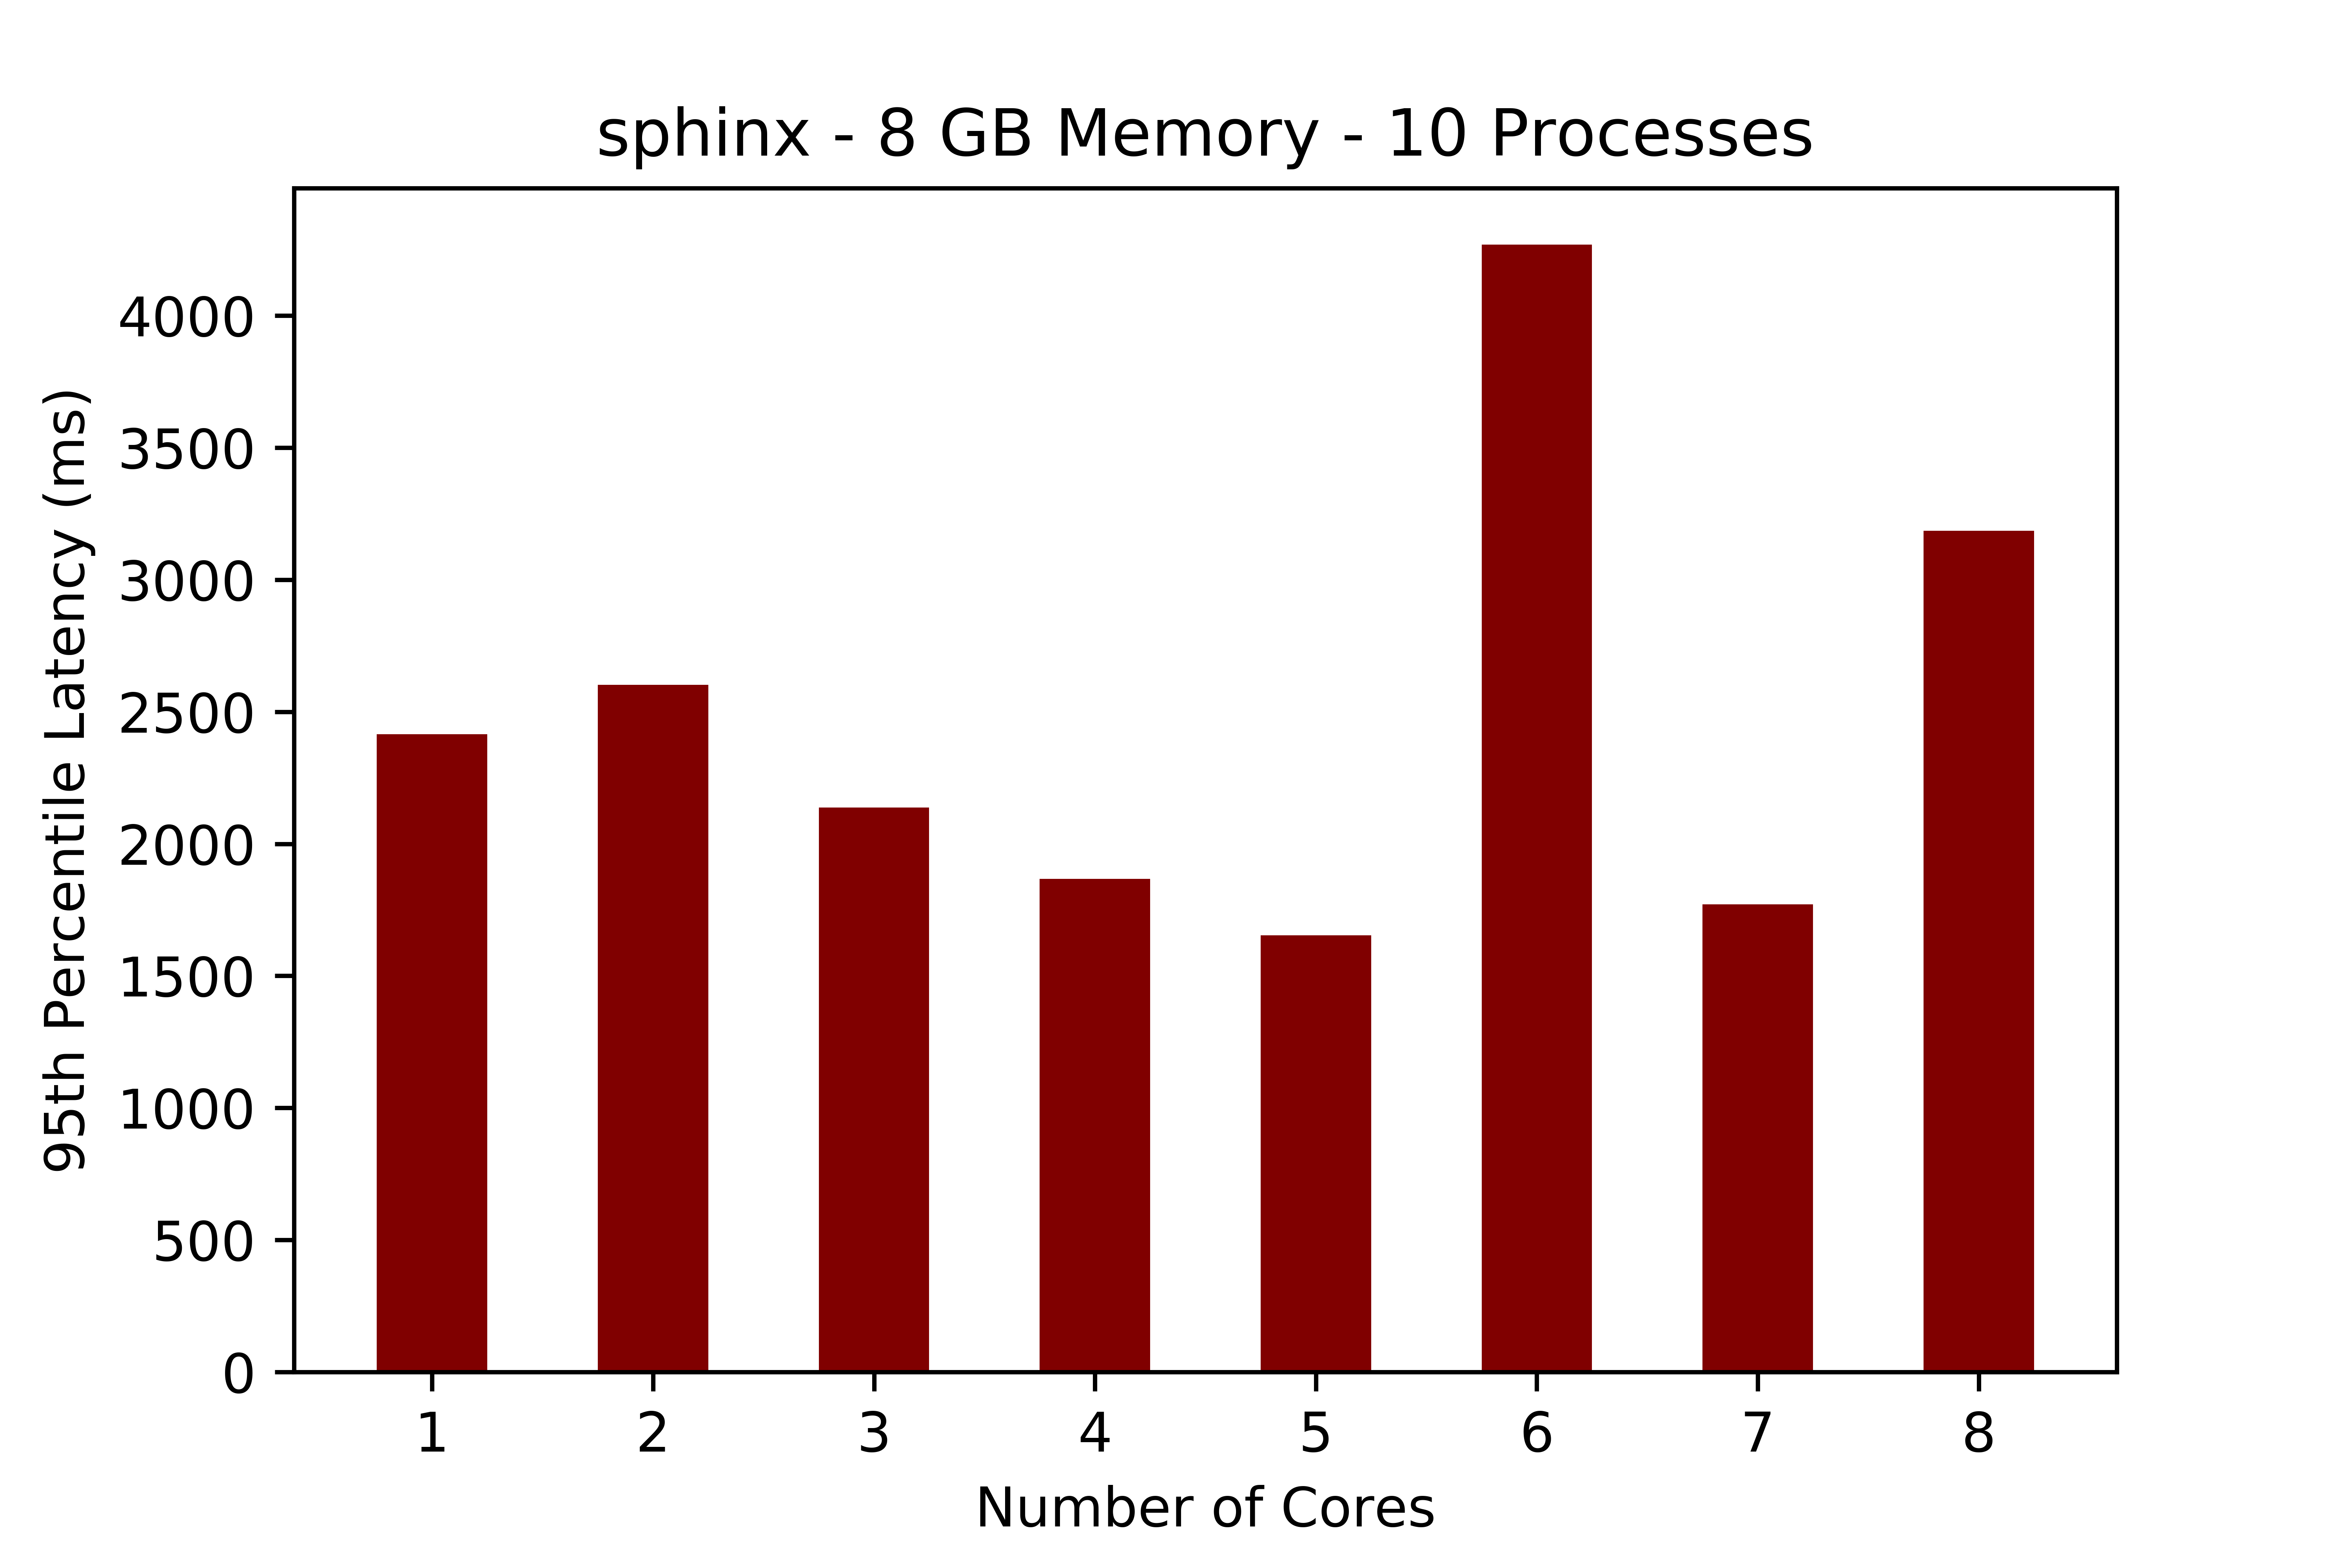 sphinx - 8 GB Memory - 10 Processes
95th Percentile Latency (ms)
4000
3500
3000
2500
2000
1500
1000
500
0
1 2 3 4 5 6 7 8
Number of Cores